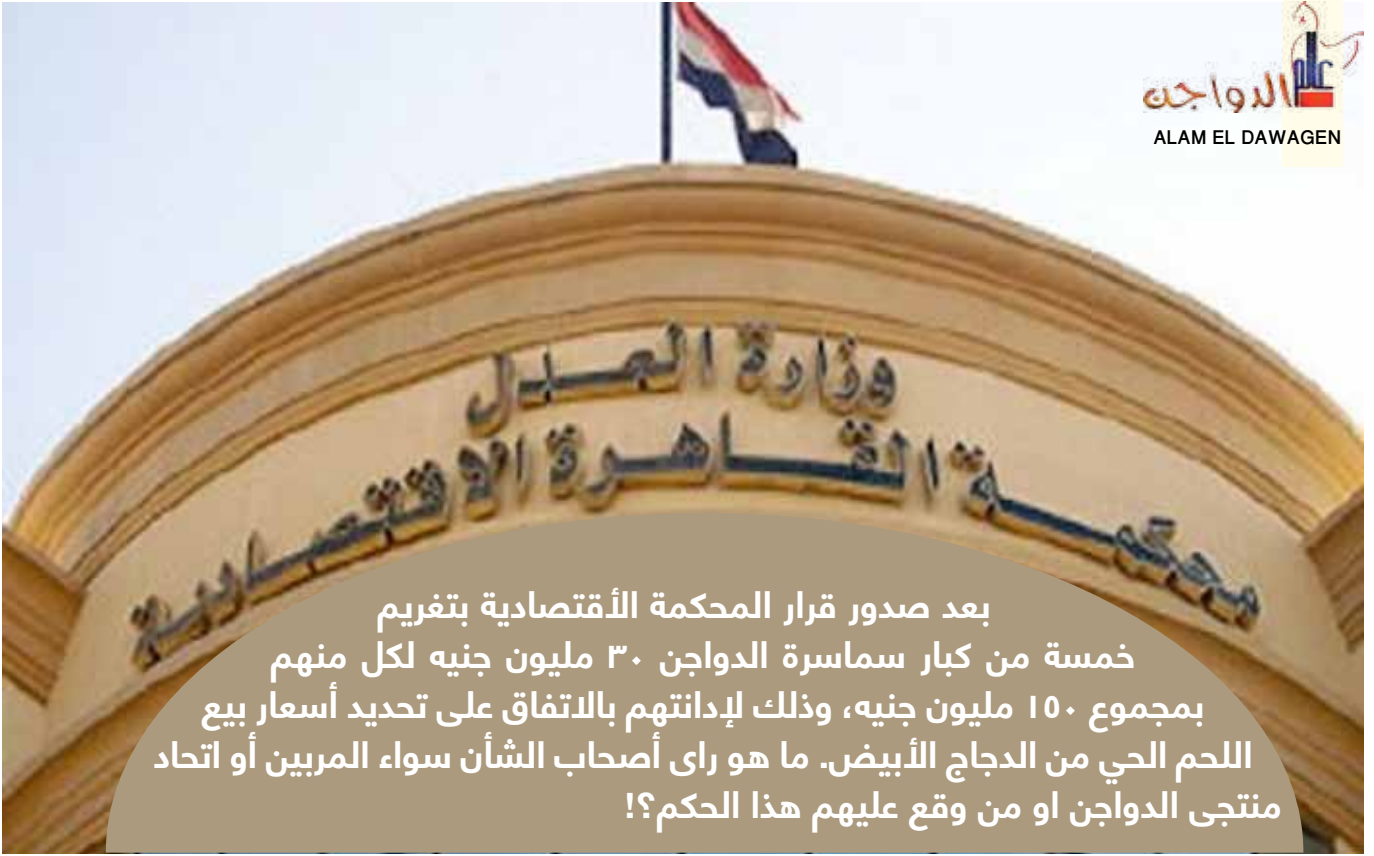 عالم الدواجن
ALAM EL DAWAGEN
وزارة العدل
محكمة القاهرة الاقتصادية
بعد صدور قرار المحكمة الأقتصادية بتغريم
خمسة من كبار سماسرة الدواجن ٣٠ مليون جنيه لكل منهم
بمجموع ١٥٠ مليون جنيه، وذلك لإدانتهم بالاتفاق على تحديد أسعار بيع
اللحم الحي من الدجاج الأبيض. ما هو راى أصحاب الشأن سواء المربين أو اتحاد
منتجى الدواجن او من وقع عليهم هذا الحكم؟!